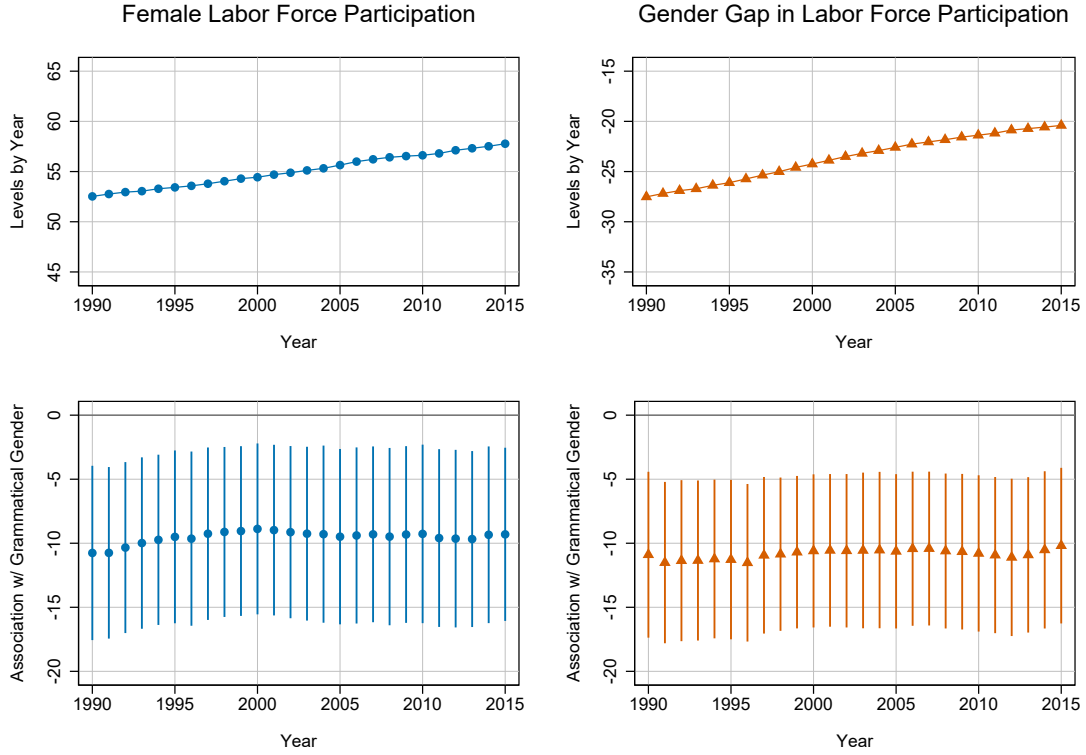 Female Labor Force Participation
Levels by Year
65
60
55
50
45
1990 1995 2000 2005 2010 2015
Year
Gender Gap in Labor Force Participation
Levels by Year
-15
-20
-25
-30
-35
1990 1995 2000 2005 2010 2015
Year
Association w/ Grammatical Gender
0
-5
-10
-15
-20
1990 1995 2000 2005 2010 2015
Year
Association w/ Grammatical Gender
0
-5
-10
-15
-20
1990 1995 2000 2005 2010 2015
Year